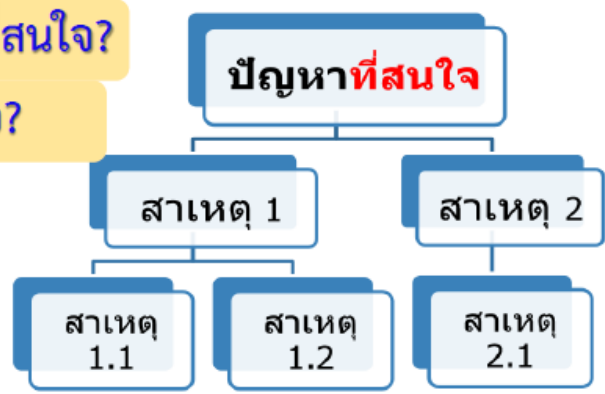 สนใจ?
?
ปัญหาที่สนใจ
สาเหตุ 1
สาเหตุ 2
สาเหตุ
1.1
สาเหตุ
1.2
สาเหตุ
2.1